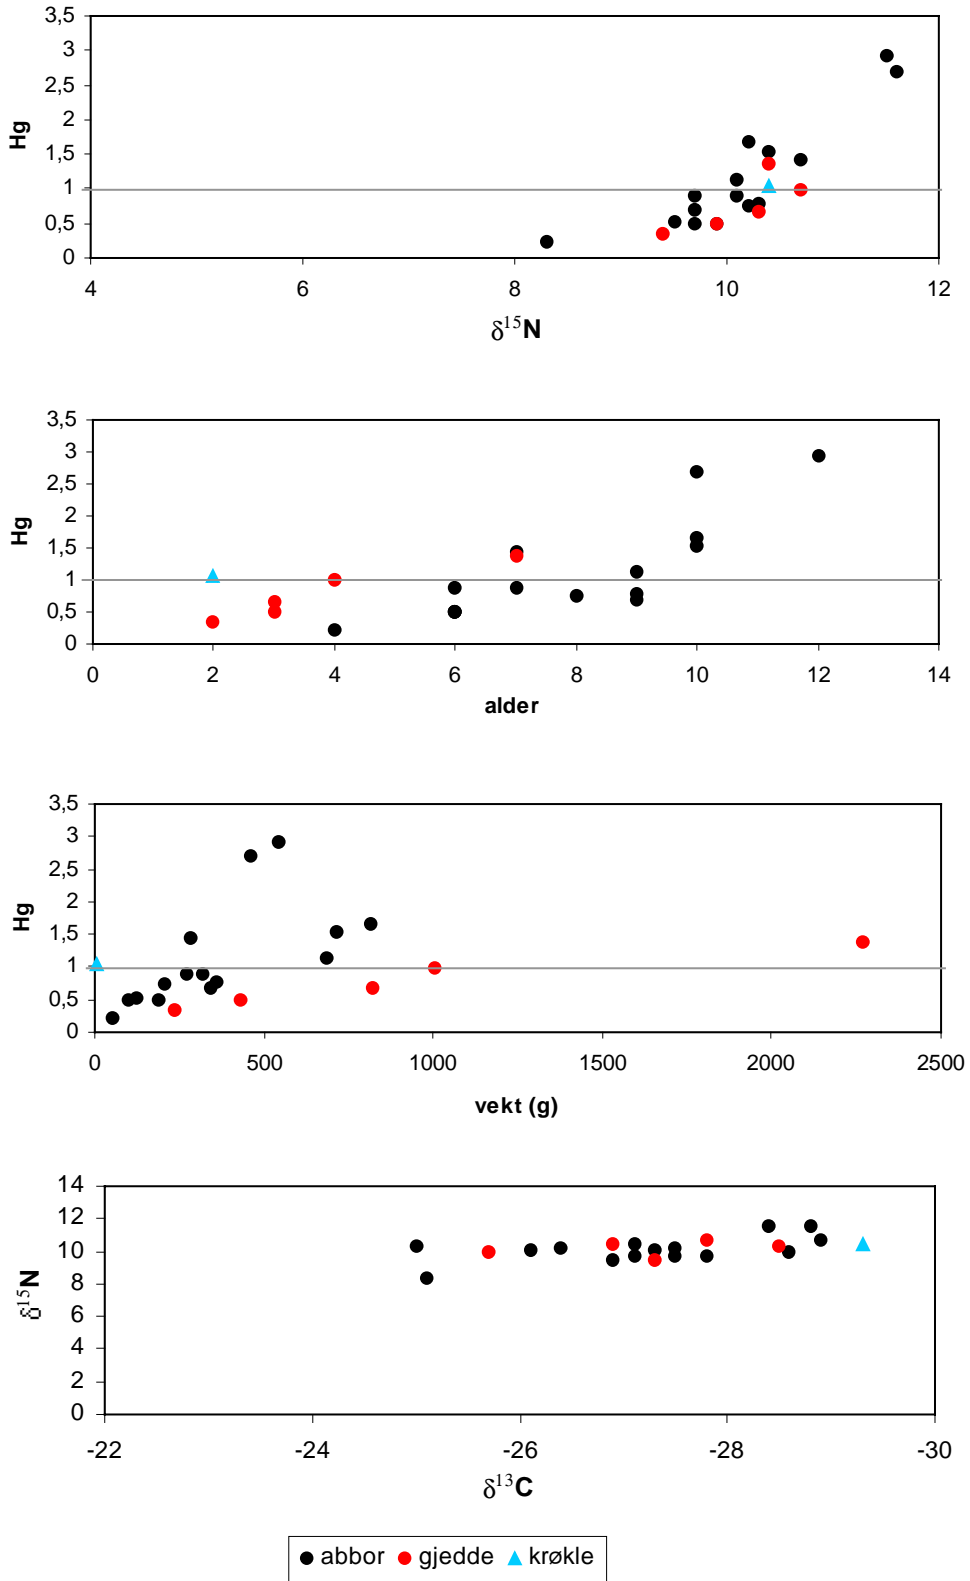 3,5
3
2,5
2
1,5
1
0,5
0
Hg
4 6 8 10 12
δ15N
3,5
3
2,5
2
1,5
1
0,5
0
Hg
0 2 4 6 8 10 12 14
alder
3,5
3
2,5
2
1,5
1
0,5
0
Hg
0 500 1000 1500 2000 2500
vekt (g)
14
12
10
8
6
4
2
0
δ15N
-22 -24 -26 -28 -30
δ13C
abbor gjedde krøkle